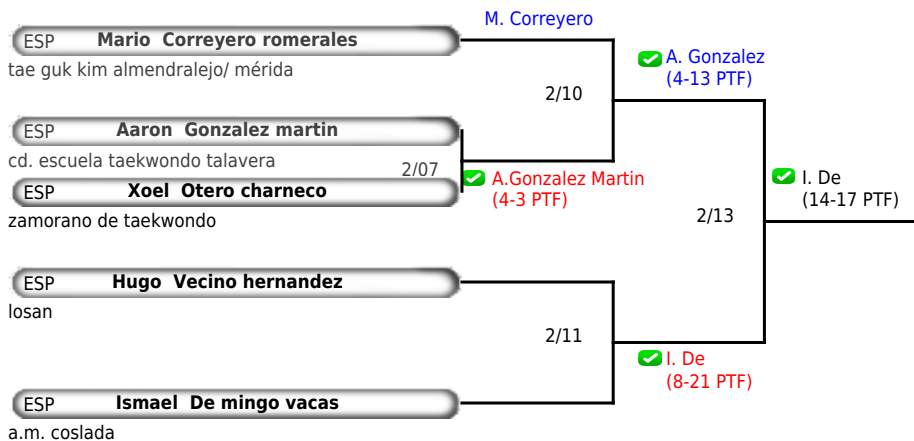 M. Correyero
ESP Mario Correyero romerales
tae guk kim almendralejo/ mérida
A. Gonzalez
(4-13 PTF)
2/10
ESP Aaron Gonzalez martin
cd. escuela taekwondo talavera
2/07
A.Gonzalez Martin
(4-3 PTF)
ESP Xoel Otero charneco
zamorano de taekwondo
I. De
(14-17 PTF)
2/13
ESP Hugo Vecino hernandez
losan
2/11
I. De
(8-21 PTF)
ESP Ismael De mingo vacas
a.m. coslada